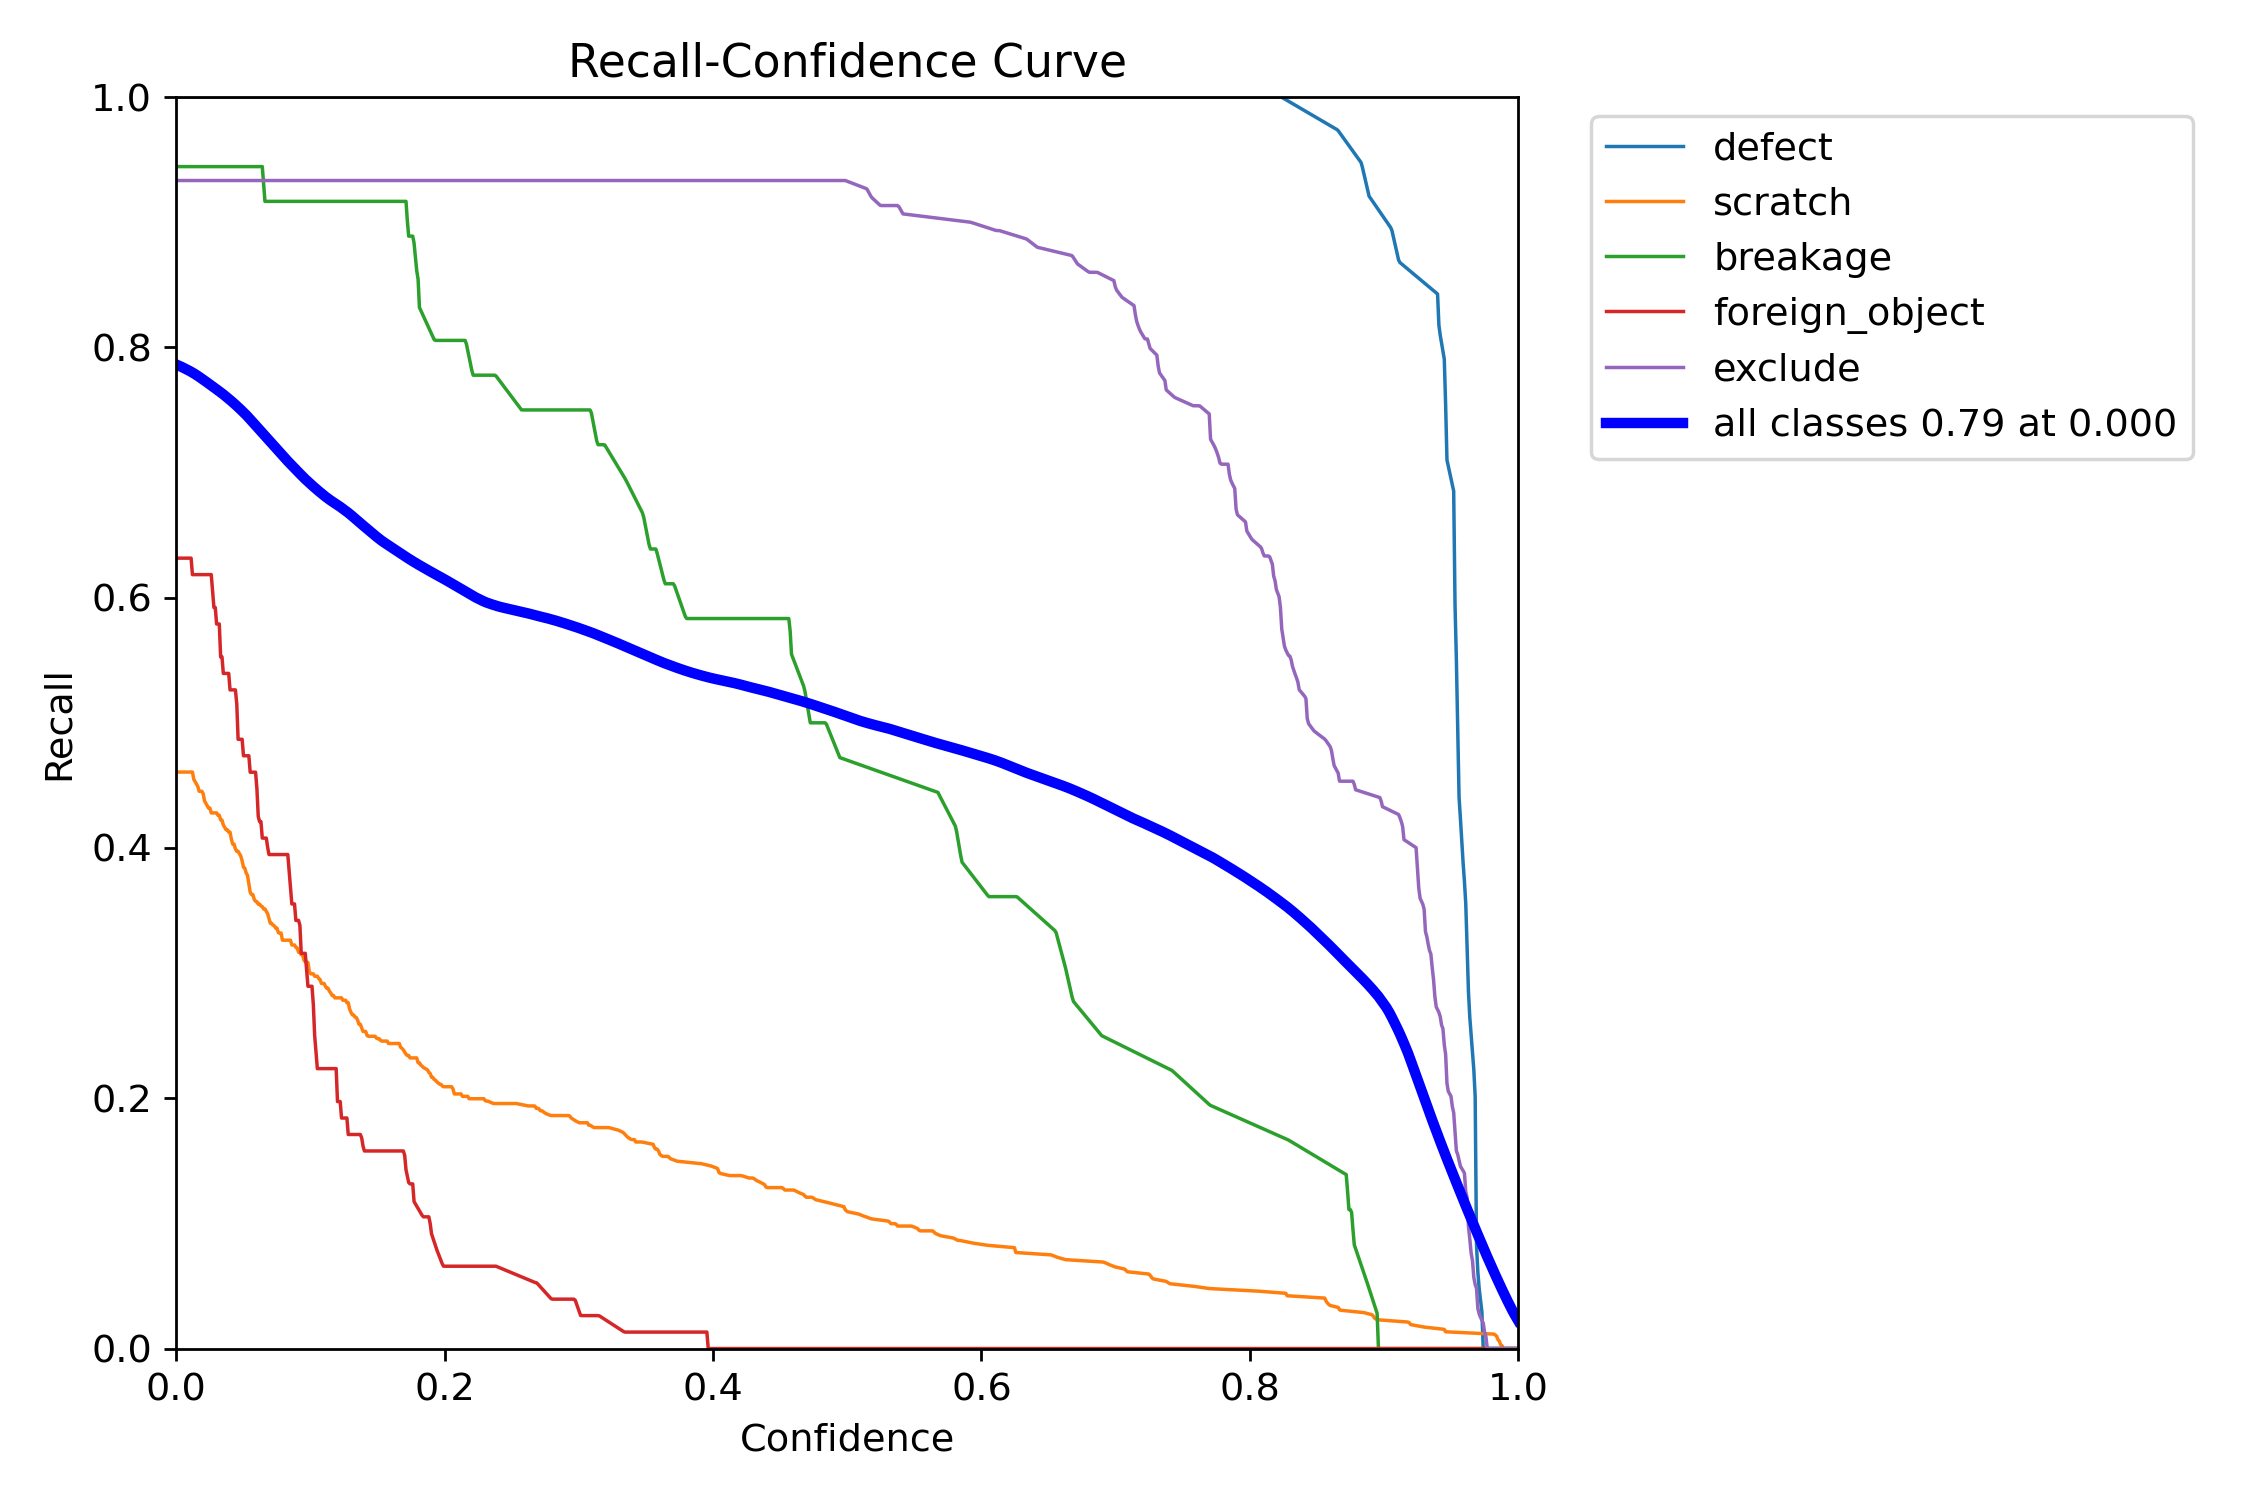 Recall-Confidence Curve
1.0
0.8
0.6
0.4
0.2
0.0
Recall
0.0 0.2 0.4 0.6 0.8 1.0
Confidence
defect
scratch
breakage
foreign_object
exclude
all classes 0.79 at 0.000